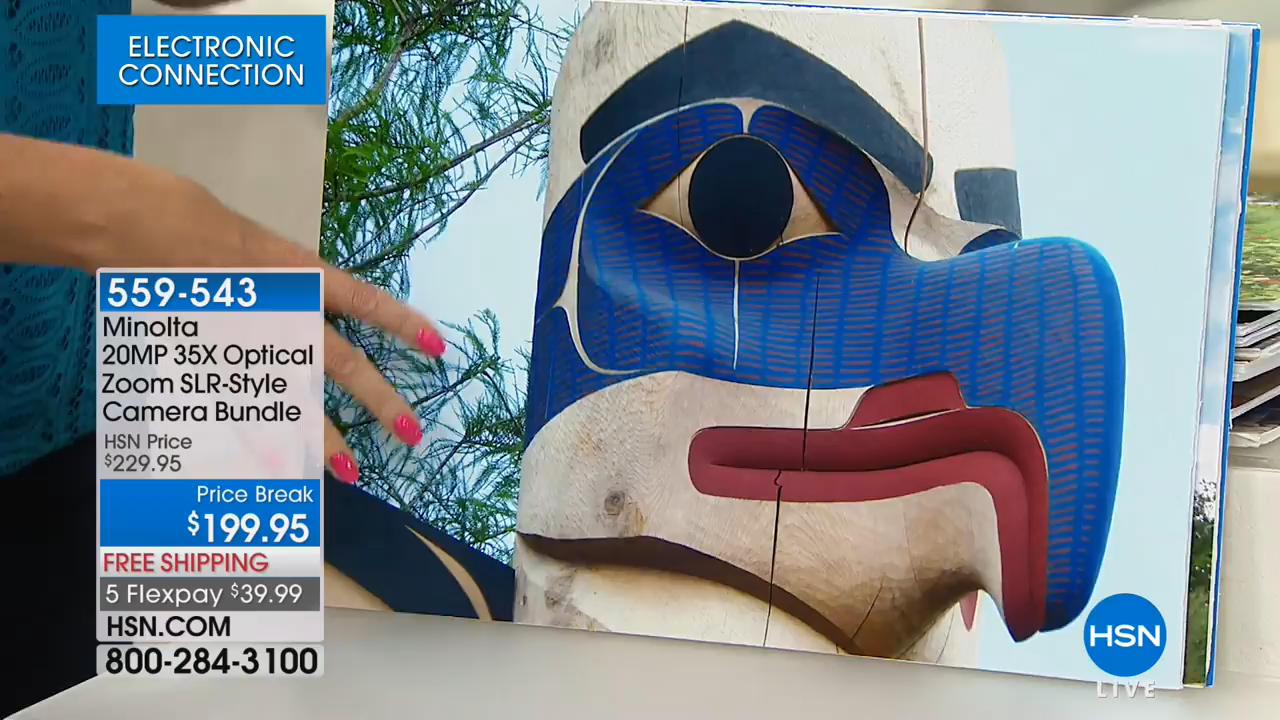 ELECTRONIC
CONNECTION
559-543
Minolta
20MP 35X Optical
Zoom SLR-Style
Camera Bundle
HSN Price
$229.95
Price Break
$199.95
FREE SHIPPING
5 Flexpay $39.99
HSN.COM
800-284-3100
HSN
LIVE